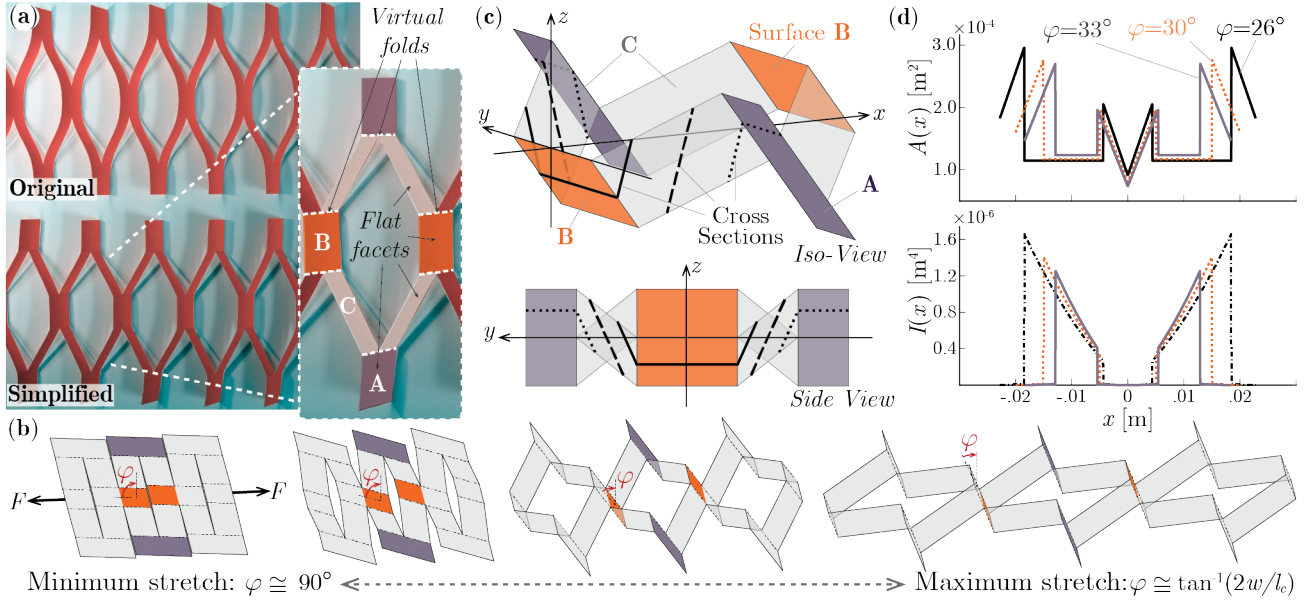 (a)
Original
Simplified
Virtual
folds
Flat
facets
B
C
A
(c)
z
C
Surface B
y
x
A
Cross
Sections
B
Iso-View
z
y
Side View
(d)
×10⁻⁴
φ=33° φ=30° φ=26°
3.0
2.0
1.0
A(x) [m²]
×10⁻⁶
1.6
1.2
0.8
0.4
I(x) [m⁴]
-.02 -.01 0 .01 .02
x [m]
(b)
F φ F
φ
φ
φ
Minimum stretch: φ ≅ 90°
Maximum stretch: φ ≅ tan⁻¹(2w/l_c)